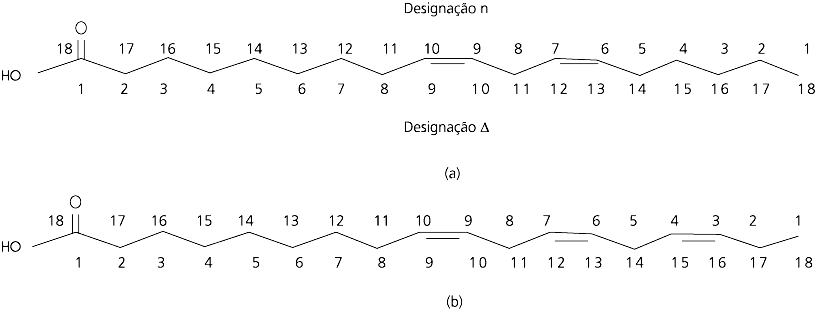 Designação n
O
18 17 16 15 14 13 12 11 10 9 8 7 6 5 4 3 2 1
HO
1 2 3 4 5 6 7 8 9 10 11 12 13 14 15 16 17 18
Designação Δ
(a)
O
18 17 16 15 14 13 12 11 10 9 8 7 6 5 4 3 2 1
HO
1 2 3 4 5 6 7 8 9 10 11 12 13 14 15 16 17 18
(b)